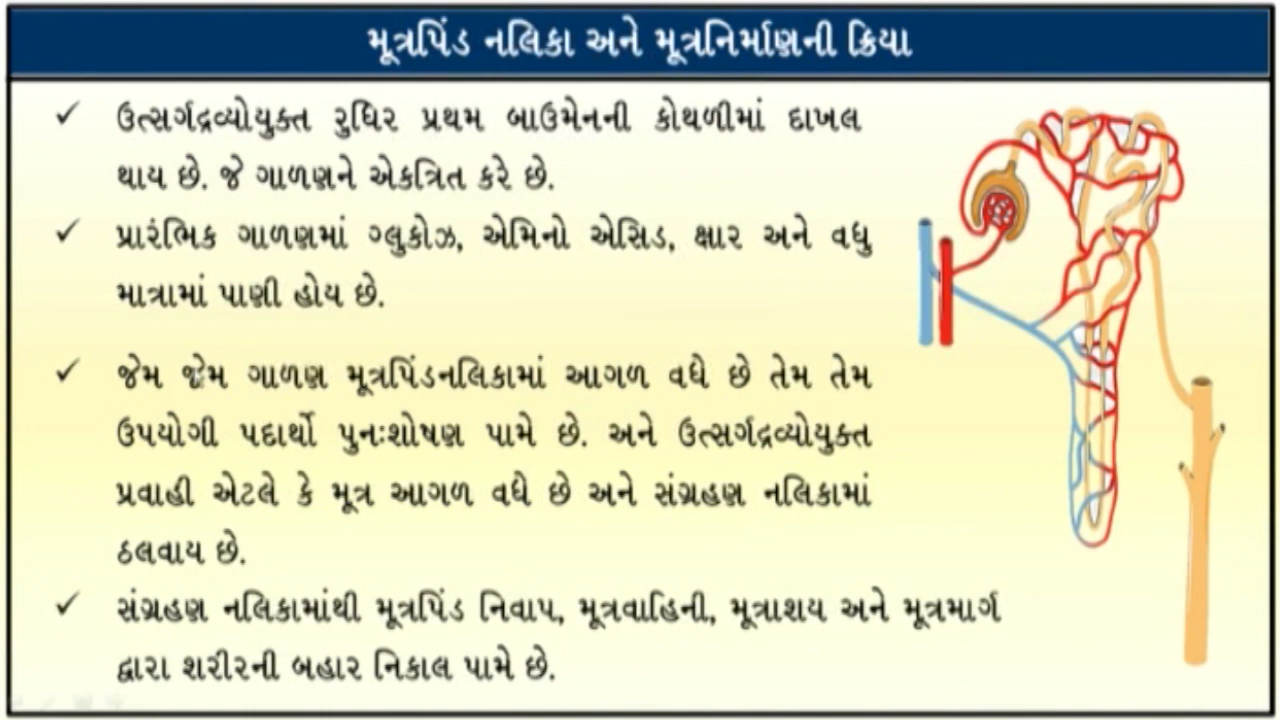 મૂત્રપિંડ નલિકા અને મૂત્રનિર્માણની ક્રિયા
✓ ઉત્સર્ગદ્રવ્યોયુક્ત રુધિર પ્રથમ બાઉમેનની કોથળીમાં દાખલ
થાય છે. જે ગાળણને એકત્રિત કરે છે.
✓ પ્રારંભિક ગાળણમાં ગ્લુકોઝ, એમિનો એસિડ, ક્ષાર અને વધુ
માત્રામાં પાણી હોય છે.
✓ જેમ જેમ ગાળણ મૂત્રપિંડનલિકામાં આગળ વધે છે તેમ તેમ
ઉપયોગી પદાર્થો પુનઃશોષણ પામે છે. અને ઉત્સર્ગદ્રવ્યોયુક્ત
પ્રવાહી એટલે કે મૂત્ર આગળ વધે છે અને સંગ્રહણ નલિકામાં
ઠલવાય છે.
✓ સંગ્રહણ નલિકામાંથી મૂત્રપિંડ નિવાપ, મૂત્રવાહિની, મૂત્રાશય અને મૂત્રમાર્ગ
દ્વારા શરીરની બહાર નિકાલ પામે છે.